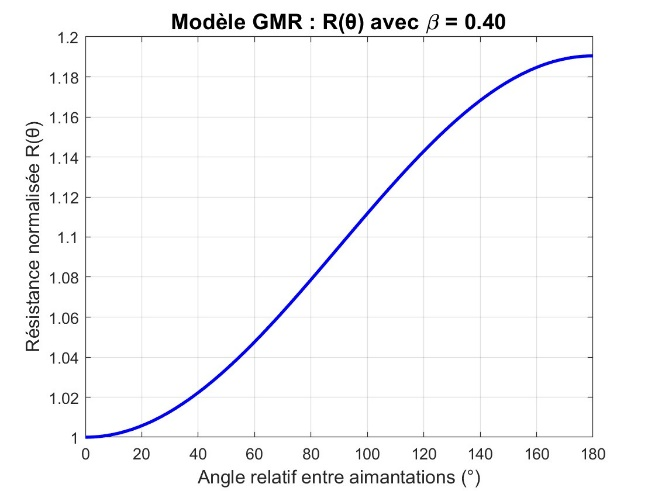 Modèle GMR : R(θ) avec β = 0.40
Résistance normalisée R(θ)
1.2
1.18
1.16
1.14
1.12
1.1
1.08
1.06
1.04
1.02
1
0 20 40 60 80 100 120 140 160 180
Angle relatif entre aimantations (°)